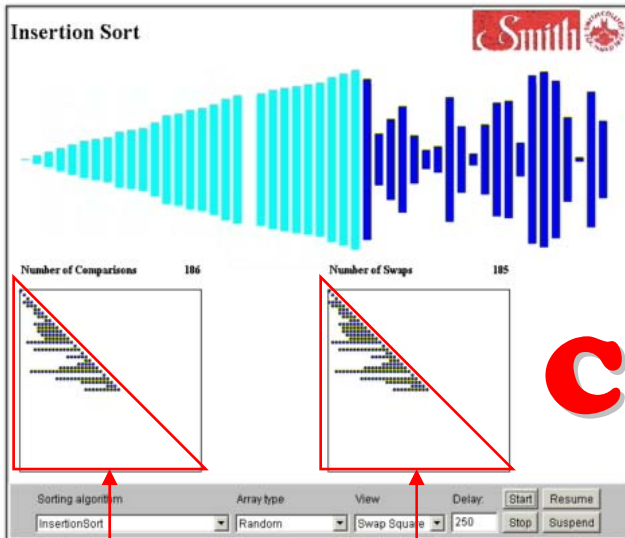 Insertion Sort
Smith
Number of Comparisons 186
Number of Swaps 185
C
Sorting algorithm Array type View Delay: Start Resume
InsertionSort Random Swap Square 250 Stop Suspend